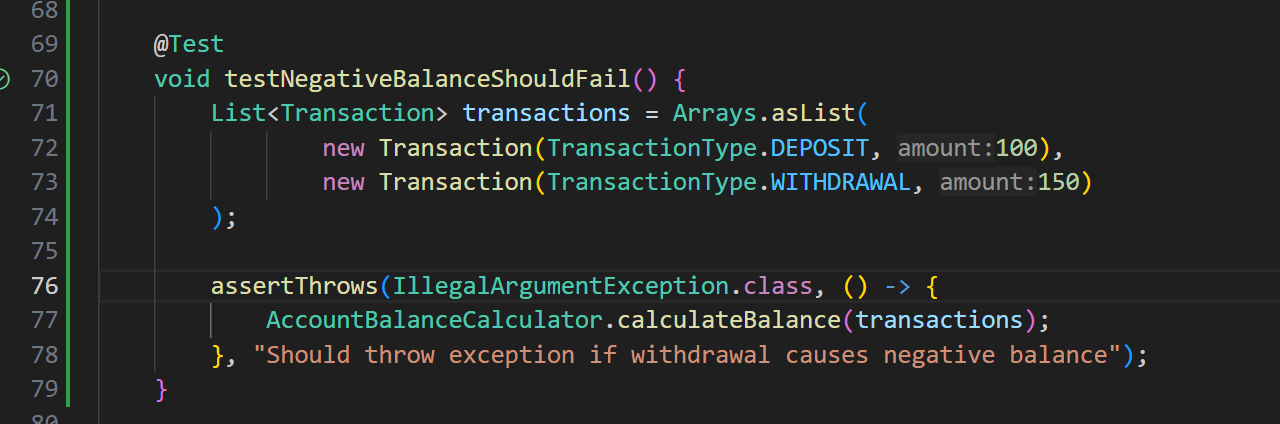 68
69 @Test
70 void testNegativeBalanceShouldFail() {
71 List<Transaction> transactions = Arrays.asList(
72 new Transaction(TransactionType.DEPOSIT, amount:100),
73 new Transaction(TransactionType.WITHDRAWAL, amount:150)
74 );
75
76 assertThrows(IllegalArgumentException.class, () -> {
77 AccountBalanceCalculator.calculateBalance(transactions);
78 }, "Should throw exception if withdrawal causes negative balance");
79 }
80